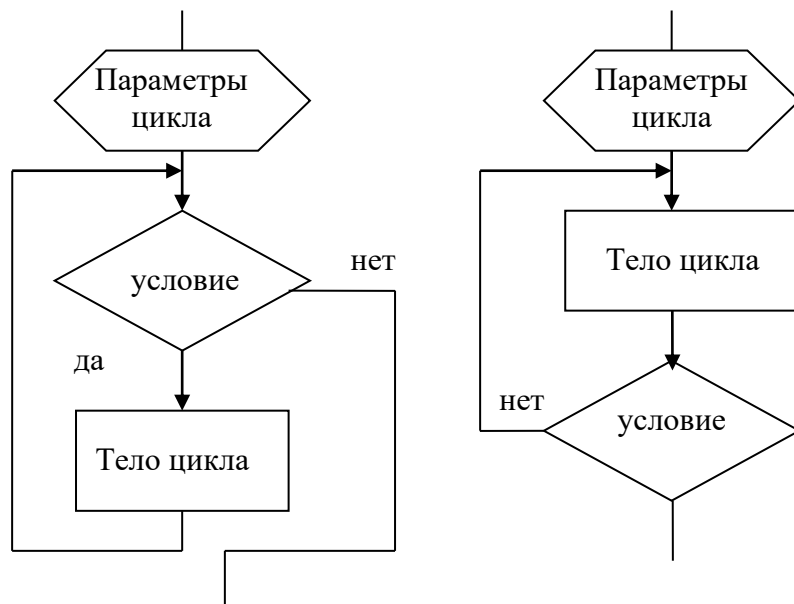 Параметры
цикла
условие
нет
да
Тело цикла
Параметры
цикла
Тело цикла
нет
условие